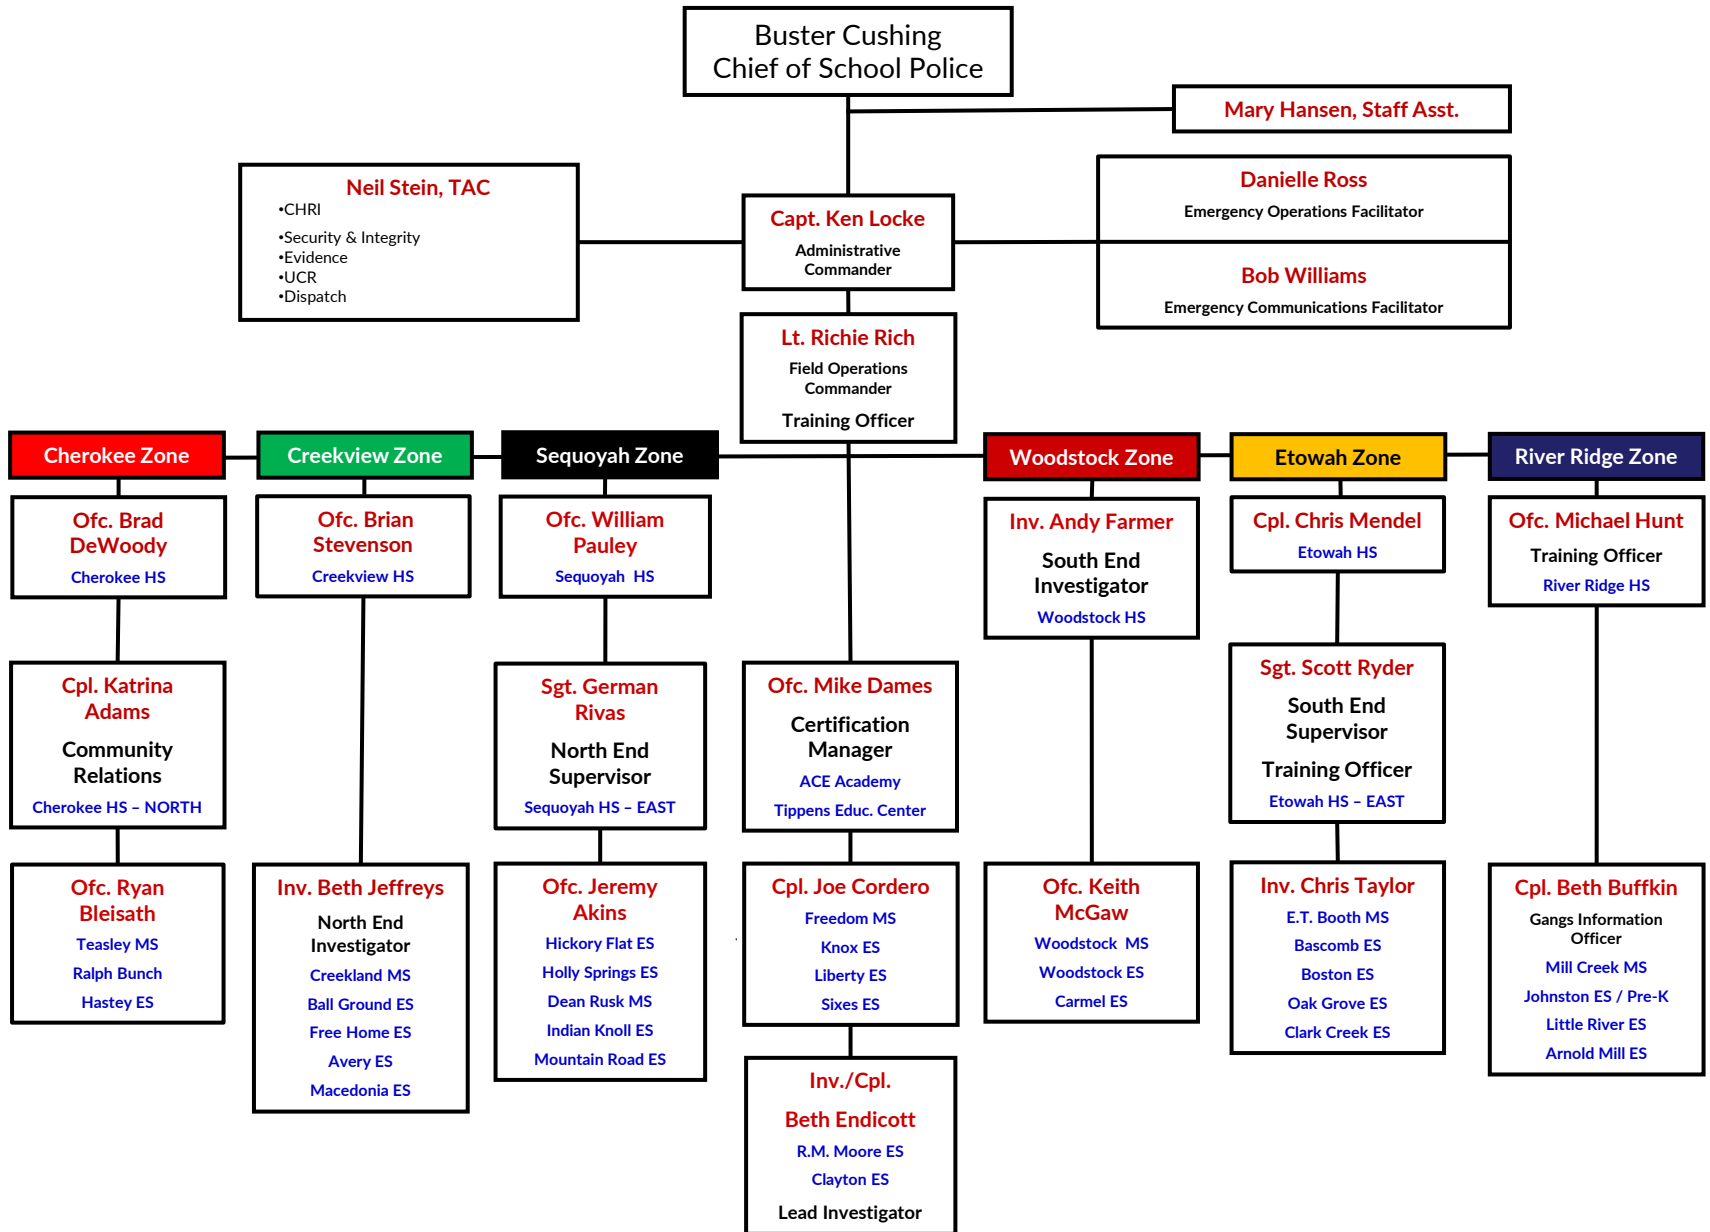 Buster Cushing
Chief of School Police
Mary Hansen, Staff Asst.
Neil Stein, TAC
•CHRI
•Security & Integrity
•Evidence
•UCR
•Dispatch
Capt. Ken Locke
Administrative
Commander
Danielle Ross
Emergency Operations Facilitator
Bob Williams
Emergency Communications Facilitator
Lt. Richie Rich
Field Operations
Commander
Training Officer
Cherokee Zone
Creekview Zone
Sequoyah Zone
Woodstock Zone
Etowah Zone
River Ridge Zone
Ofc. Brad
DeWoody
Cherokee HS
Ofc. Brian
Stevenson
Creekview HS
Ofc. William
Pauley
Sequoyah  HS
Inv. Andy Farmer
South End
Investigator
Woodstock HS
Cpl. Chris Mendel
Etowah HS
Ofc. Michael Hunt
Training Officer
River Ridge HS
Cpl. Katrina
Adams
Community
Relations
Cherokee HS – NORTH
Sgt. German
Rivas
North End
Supervisor
Sequoyah HS – EAST
Ofc. Mike Dames
Certification
Manager
ACE Academy
Tippens Educ. Center
Sgt. Scott Ryder
South End
Supervisor
Training Officer
Etowah HS – EAST
Ofc. Ryan
Bleisath
Teasley MS
Ralph Bunch
Hastey ES
Inv. Beth Jeffreys
North End
Investigator
Creekland MS
Ball Ground ES
Free Home ES
Avery ES
Macedonia ES
Ofc. Jeremy
Akins
Hickory Flat ES
Holly Springs ES
Dean Rusk MS
Indian Knoll ES
Mountain Road ES
Cpl. Joe Cordero
Freedom MS
Knox ES
Liberty ES
Sixes ES
Ofc. Keith
McGaw
Woodstock  MS
Woodstock ES
Carmel ES
Inv. Chris Taylor
E.T. Booth MS
Bascomb ES
Boston ES
Oak Grove ES
Clark Creek ES
Cpl. Beth Buffkin
Gangs Information
Officer
Mill Creek MS
Johnston ES / Pre-K
Little River ES
Arnold Mill ES
Inv./Cpl.
Beth Endicott
R.M. Moore ES
Clayton ES
Lead Investigator